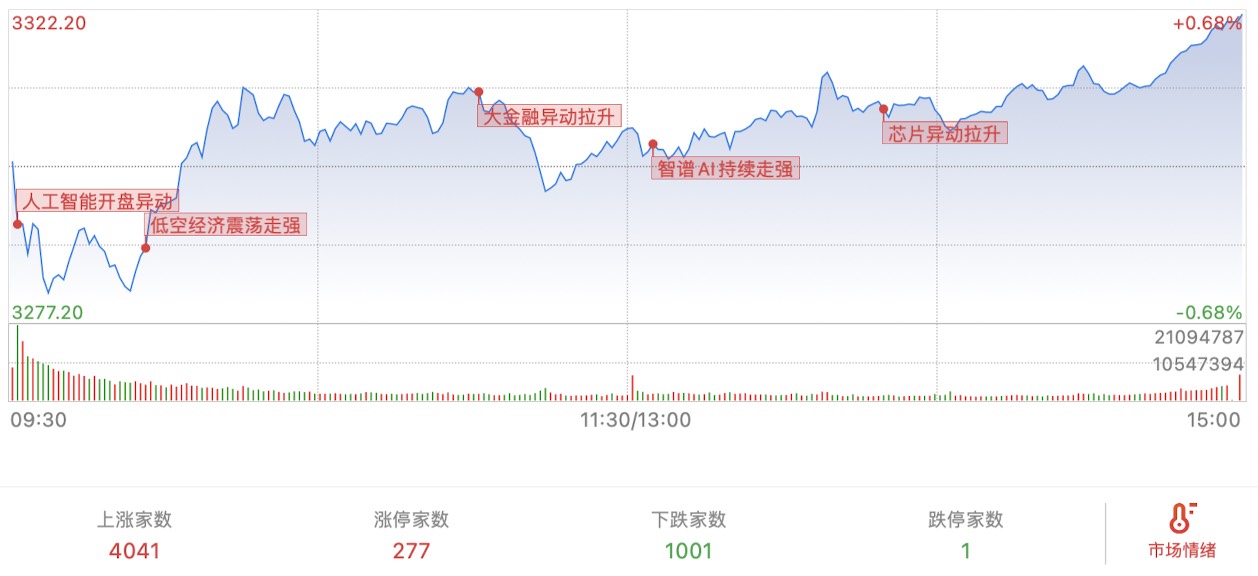 3322.20
+0.68%
大金融异动拉升
芯片异动拉升
智谱AI持续走强
人工智能开盘异动
低空经济震荡走强
3277.20
-0.68%
21094787
10547394
09:30
11:30/13:00
15:00
上涨家数
涨停家数
下跌家数
跌停家数
4041
277
1001
1
市场情绪